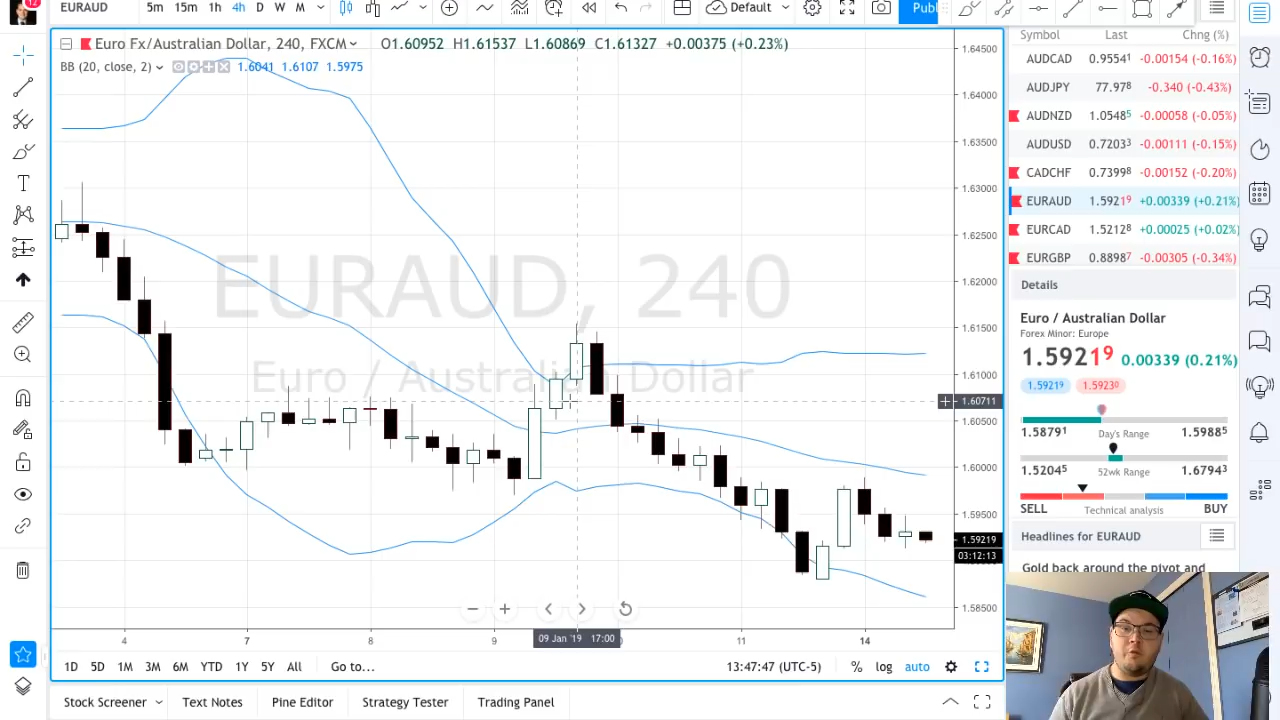 12
EURAUD
5m 15m 1h 4h D W M
Default
Publ
Euro Fx/Australian Dollar, 240, FXCM
O1.60952 H1.61537 L1.60869 C1.61327 +0.00375 (+0.23%)
BB (20, close, 2)
1.6041 1.6107 1.5975
EURAUD, 240
Euro / Australian Dollar
1.64500
1.64000
1.63500
1.63000
1.62500
1.62000
1.61500
1.61000
1.60711
1.60500
1.60000
1.59500
1.59219
03:12:13
1.58500
4 7 8 9 11 14
09 Jan '19 17:00
1D 5D 1M 3M 6M YTD 1Y 5Y All Go to...
13:47:47 (UTC-5) % log auto
Stock Screener Text Notes Pine Editor Strategy Tester Trading Panel
Symbol Last Chng (%)
AUDCAD 0.95541 -0.00154 (-0.16%)
AUDJPY 77.978 -0.340 (-0.43%)
AUDNZD 1.05485 -0.00058 (-0.05%)
AUDUSD 0.72033 -0.00111 (-0.15%)
CADCHF 0.73998 -0.00152 (-0.20%)
EURAUD 1.59219 +0.00339 (+0.21%)
EURCAD 1.52128 +0.00025 (+0.02%)
EURGBP 0.88987 -0.00305 (-0.34%)
Details
Euro / Australian Dollar
Forex Minor: Europe
1.59219 0.00339 (0.21%)
1.59219 1.59230
1.58791 Day's Range 1.59885
1.52045 52wk Range 1.67943
SELL Technical analysis BUY
Headlines for EURAUD
Gold back around the pivot and